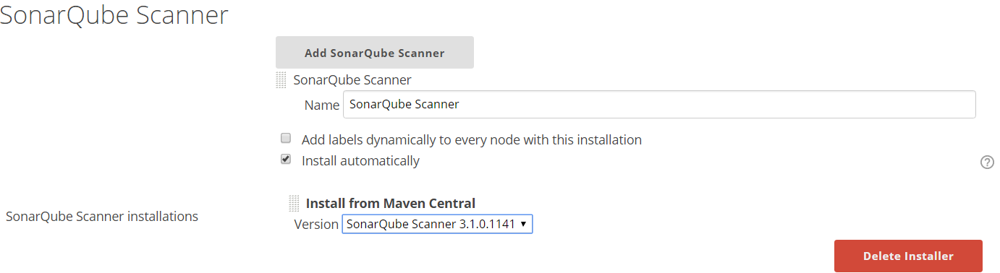 SonarQube Scanner
Add SonarQube Scanner
SonarQube Scanner
Name SonarQube Scanner
Add labels dynamically to every node with this installation
Install automatically
?
Install from Maven Central
SonarQube Scanner installations
Version SonarQube Scanner 3.1.0.1141
Delete Installer